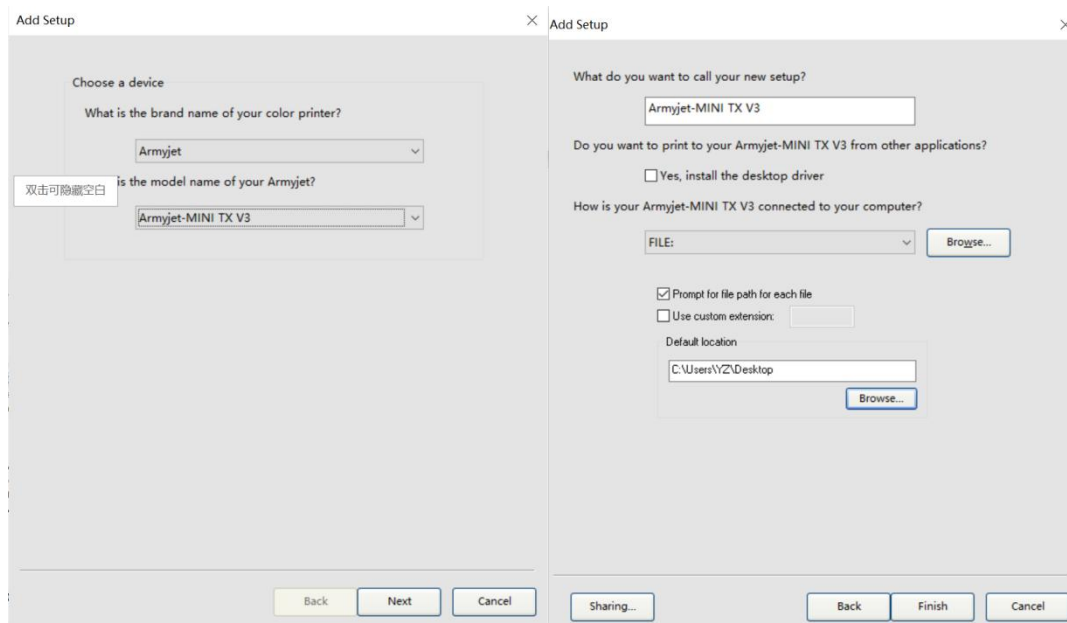 Add Setup
Choose a device
What is the brand name of your color printer?
Armyjet
双击可隐藏空白
is the model name of your Armyjet?
Armyjet-MINI TX V3
Back
Next
Cancel
Add Setup
What do you want to call your new setup?
Armyjet-MINI TX V3
Do you want to print to your Armyjet-MINI TX V3 from other applications?
Yes, install the desktop driver
How is your Armyjet-MINI TX V3 connected to your computer?
FILE:
Browse...
Prompt for file path for each file
Use custom extension:
Default location
C:\Users\YZ\Desktop
Browse...
Sharing...
Back
Finish
Cancel